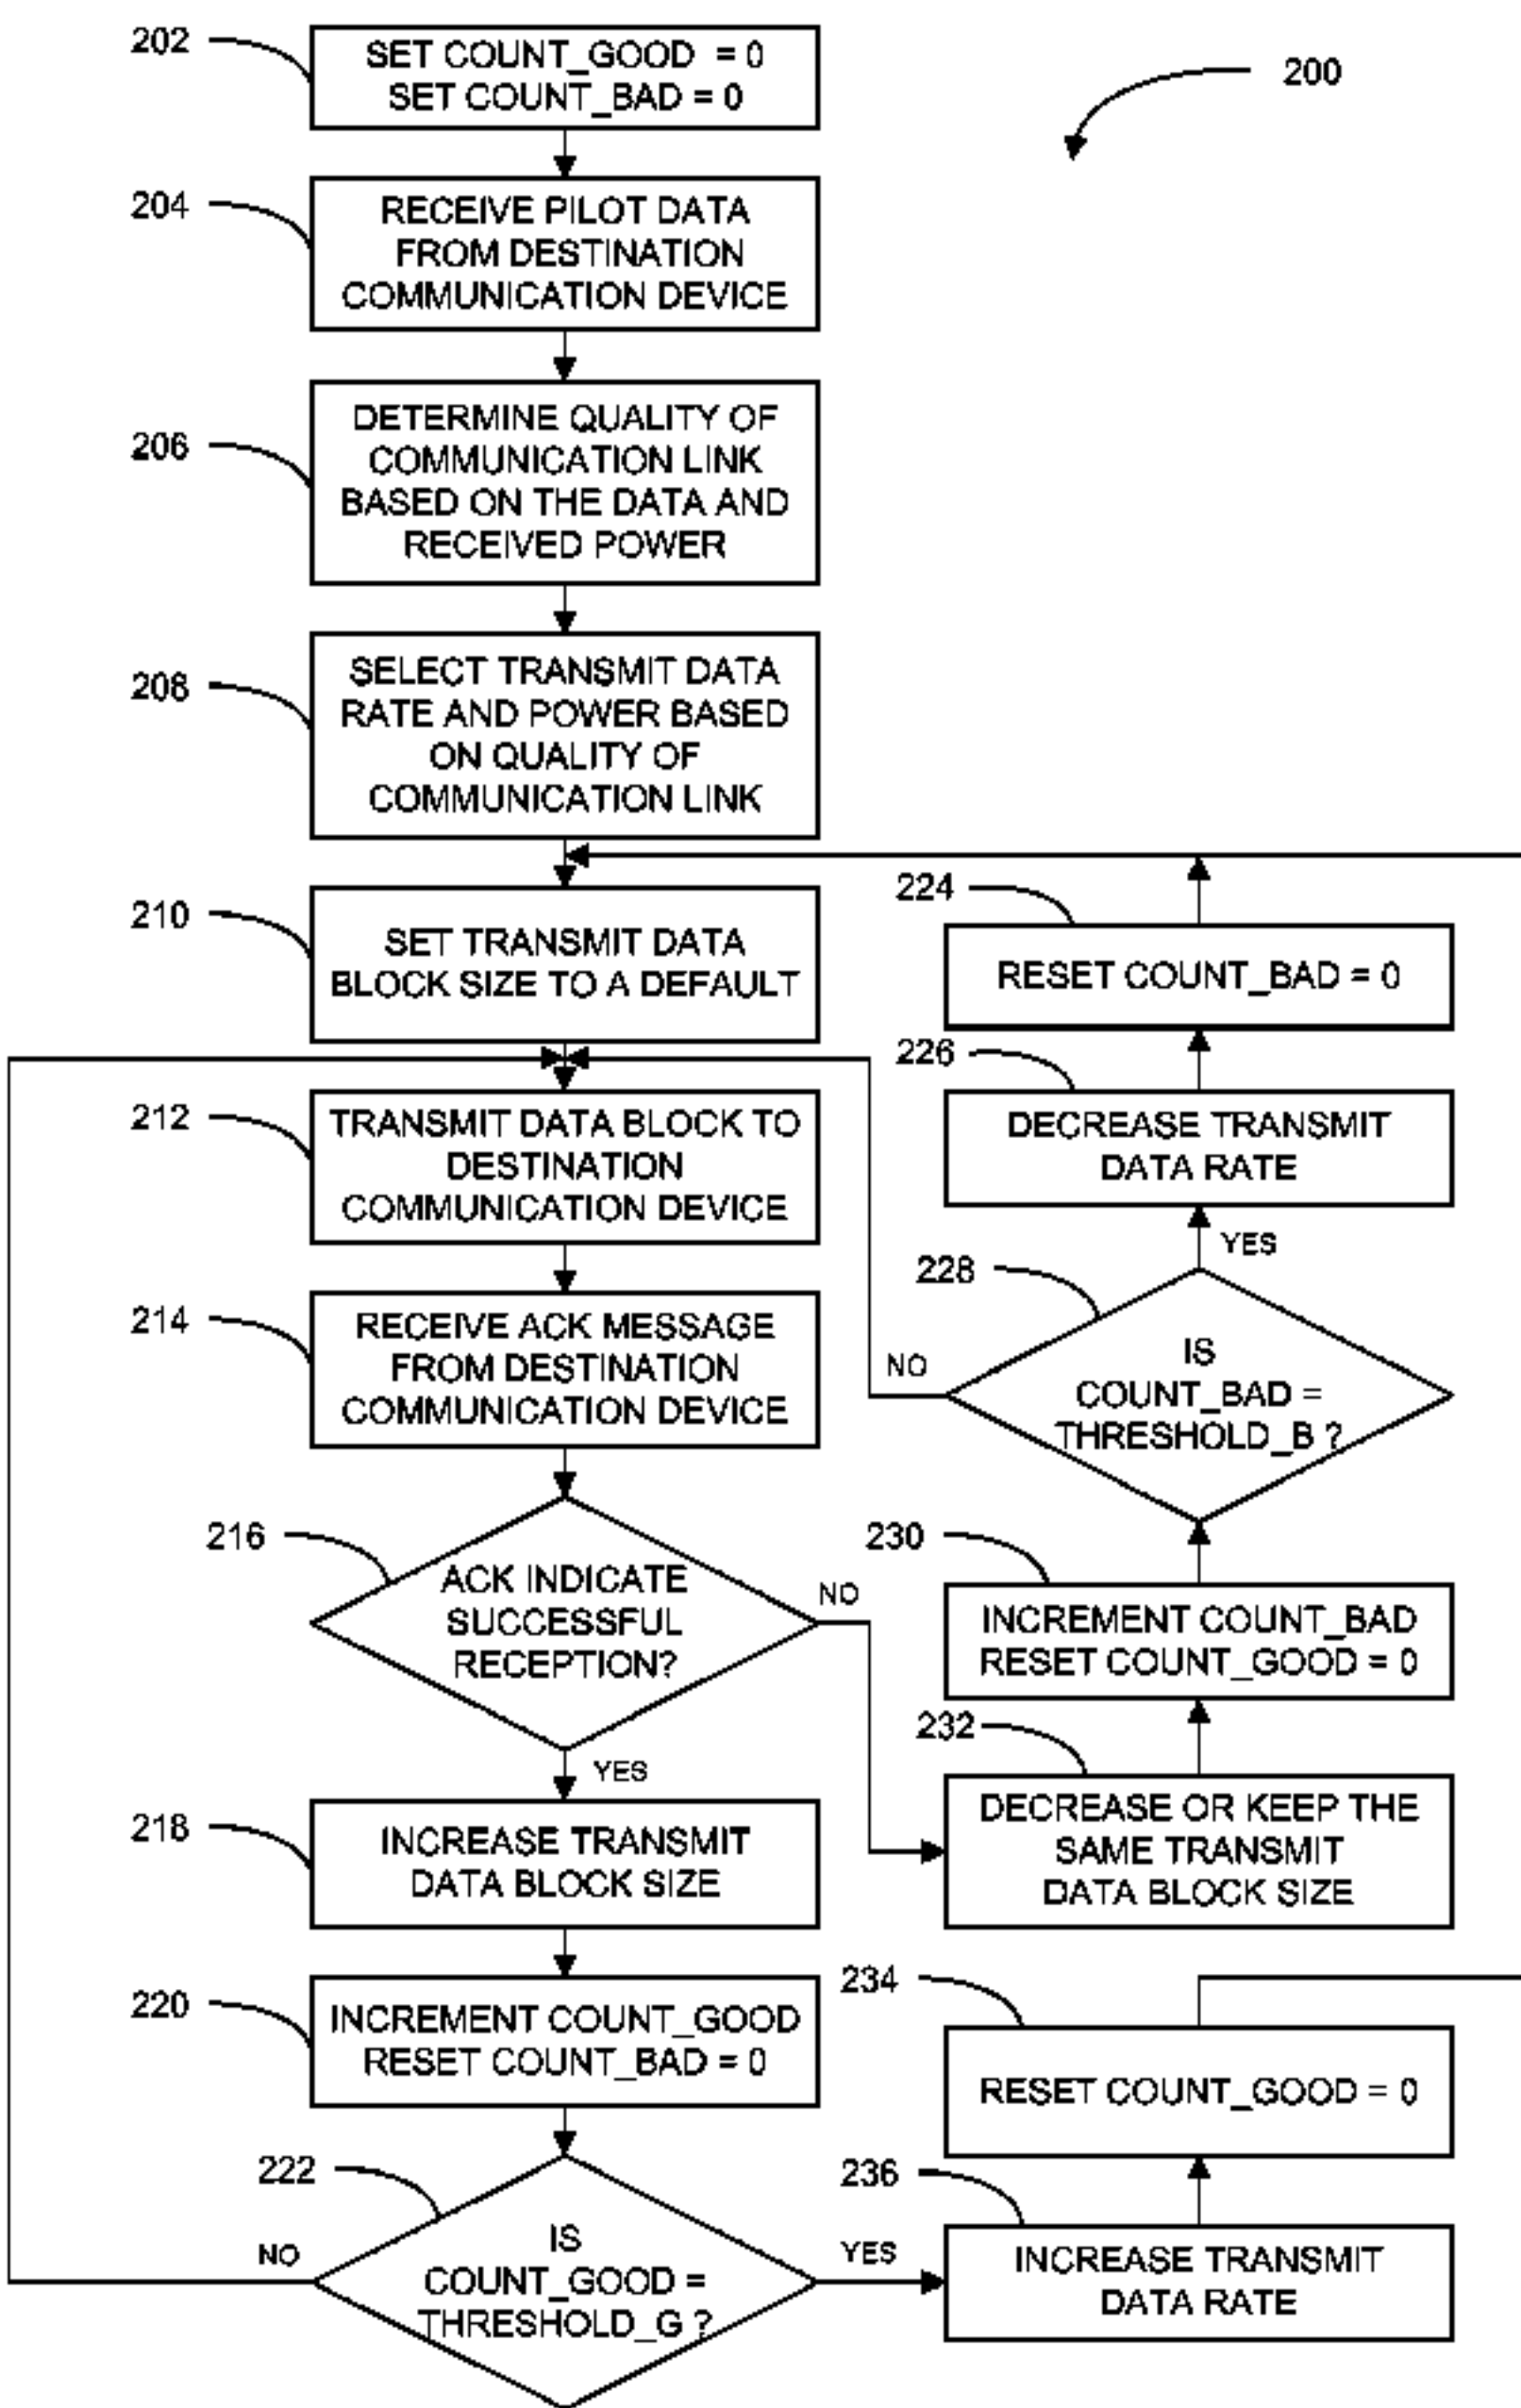 202
SET COUNT_GOOD = 0
SET COUNT_BAD = 0
200
204
RECEIVE PILOT DATA
FROM DESTINATION
COMMUNICATION DEVICE
206
DETERMINE QUALITY OF
COMMUNICATION LINK
BASED ON THE DATA AND
RECEIVED POWER
208
SELECT TRANSMIT DATA
RATE AND POWER BASED
ON QUALITY OF
COMMUNICATION LINK
210
SET TRANSMIT DATA
BLOCK SIZE TO A DEFAULT
212
TRANSMIT DATA BLOCK TO
DESTINATION
COMMUNICATION DEVICE
214
RECEIVE ACK MESSAGE
FROM DESTINATION
COMMUNICATION DEVICE
216
ACK INDICATE
SUCCESSFUL
RECEPTION?
NO
YES
218
INCREASE TRANSMIT
DATA BLOCK SIZE
220
INCREMENT COUNT_GOOD
RESET COUNT_BAD = 0
222
IS
COUNT_GOOD =
THRESHOLD_G ?
NO
YES
224
RESET COUNT_BAD = 0
226
DECREASE TRANSMIT
DATA RATE
YES
228
IS
COUNT_BAD =
THRESHOLD_B ?
NO
230
INCREMENT COUNT_BAD
RESET COUNT_GOOD = 0
232
DECREASE OR KEEP THE
SAME TRANSMIT
DATA BLOCK SIZE
234
RESET COUNT_GOOD = 0
236
INCREASE TRANSMIT
DATA RATE